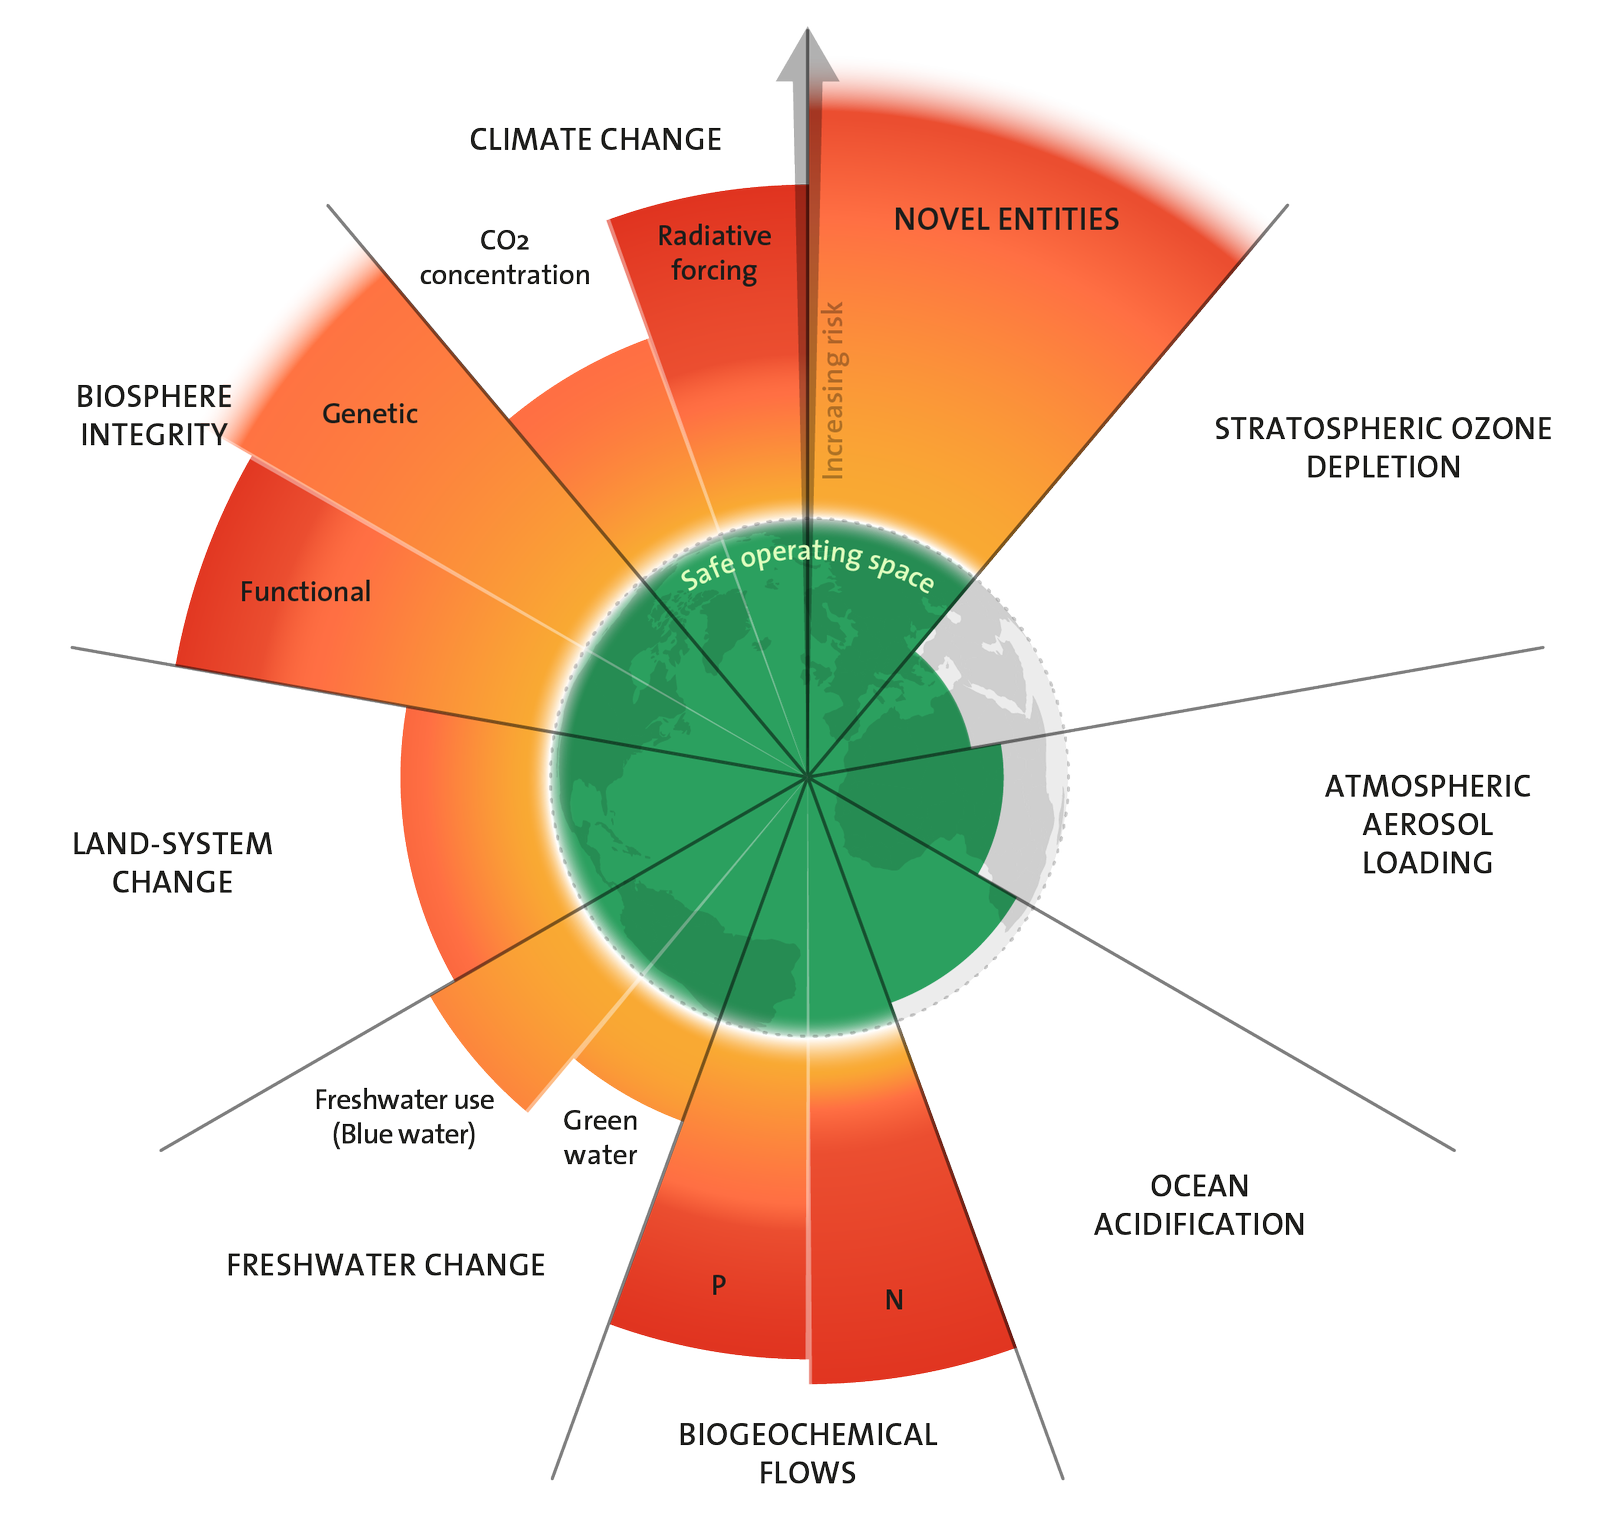 CLIMATE CHANGE
CO2
concentration
Radiative
forcing
NOVEL ENTITIES
Increasing risk
STRATOSPHERIC OZONE
DEPLETION
BIOSPHERE
INTEGRITY
Genetic
Functional
Safe operating space
ATMOSPHERIC
AEROSOL
LOADING
LAND-SYSTEM
CHANGE
Freshwater use
(Blue water)
Green
water
FRESHWATER CHANGE
P
N
OCEAN
ACIDIFICATION
BIOGEOCHEMICAL
FLOWS